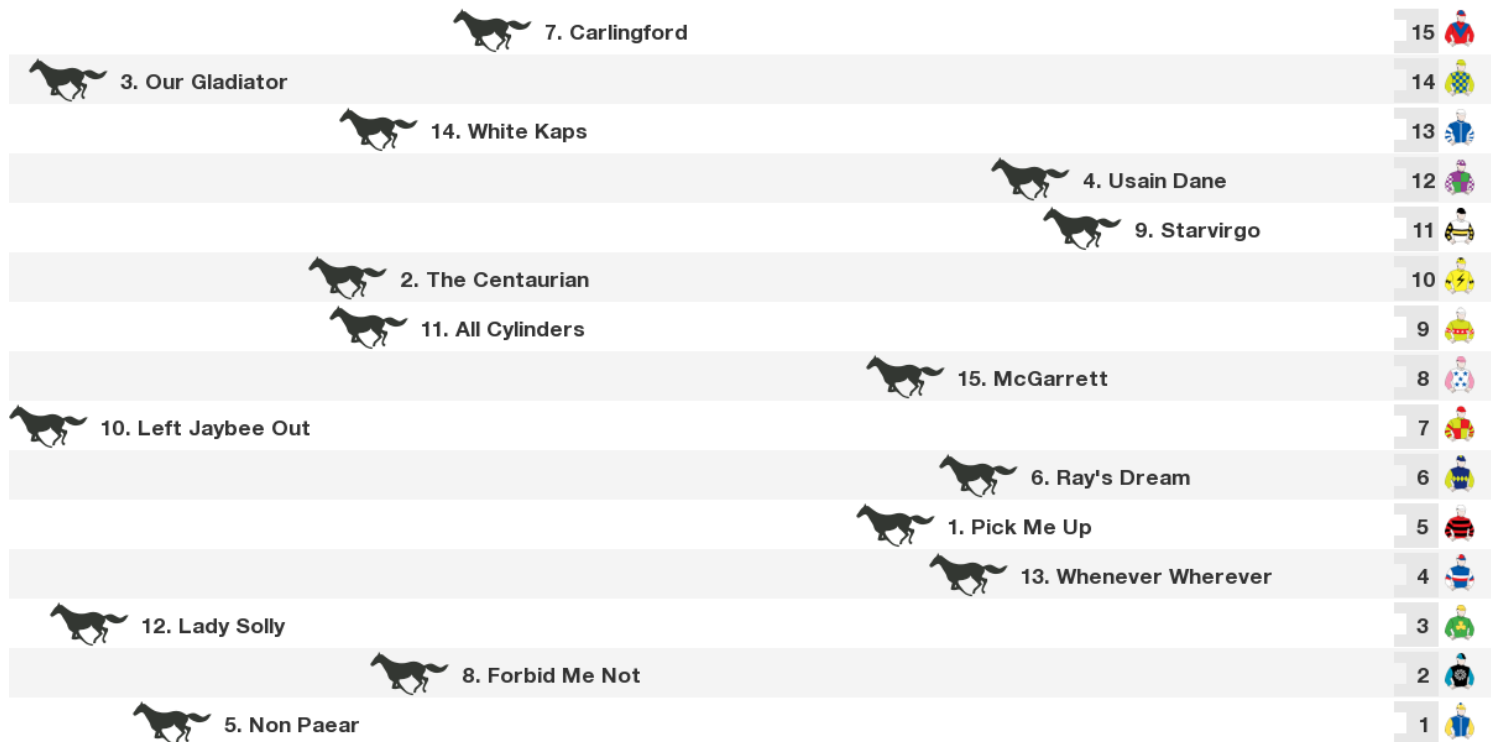 7. Carlingford 15
3. Our Gladiator 14
14. White Kaps 13
4. Usain Dane 12
9. Starvirgo 11
2. The Centaurian 10
11. All Cylinders 9
15. McGarrett 8
10. Left Jaybee Out 7
6. Ray's Dream 6
1. Pick Me Up 5
13. Whenever Wherever 4
12. Lady Solly 3
8. Forbid Me Not 2
5. Non Paear 1